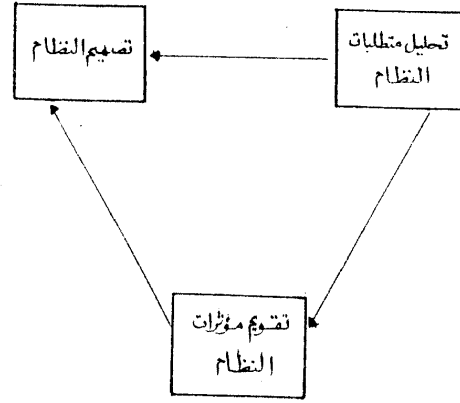 تحليل متطلبات
النظام
تصميم النظام
تقويم مؤثرات
النظام